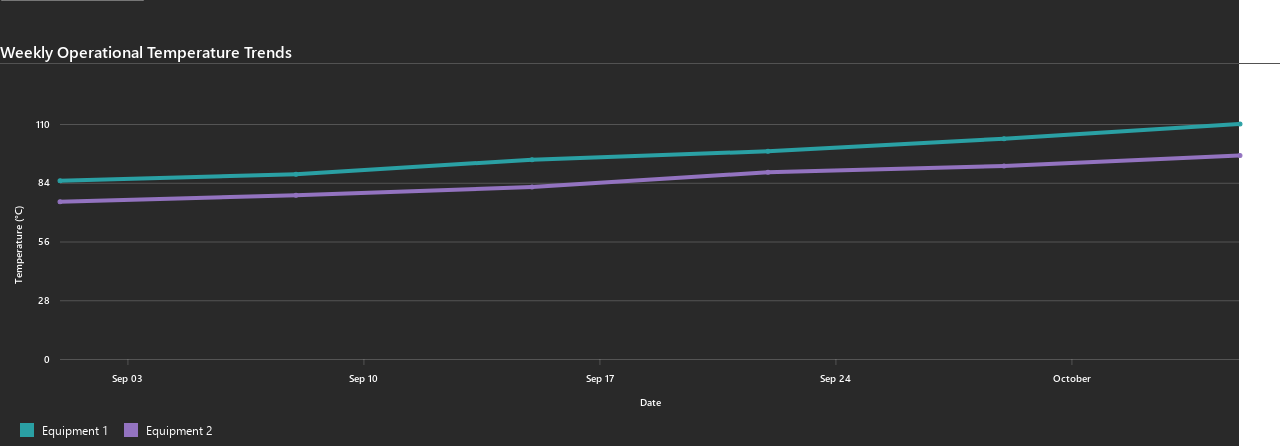 Weekly Operational Temperature Trends
110
84
56
28
0
Temperature (°C)
Sep 03
Sep 10
Sep 17
Sep 24
October
Date
Equipment 1
Equipment 2